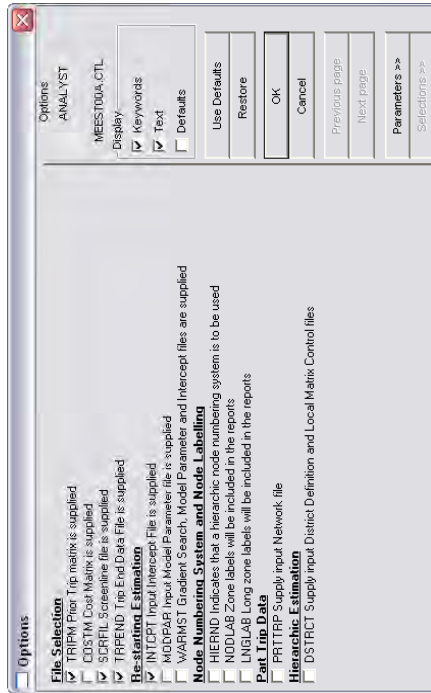 Options
File Selection
TRIPM Prior Trip matrix is supplied
COSTM Cost Matrix is supplied
SCRFIL Screenline file is supplied
TRPEND Trip End Data File is supplied
Re-starting Estimation
INTCPT Input Intercept File is supplied
MODPAR Input Model Parameter file is supplied
WARMST Gradient Search, Model Parameter and Intercept files are supplied
Node Numbering System and Node Labelling
HIERND Indicates that a hierarchic node numbering system is to be used
NODLAB Zone labels will be included in the reports
LNGLAB Long zone labels will be included in the reports
Part Trip Data
PRTTRP Supply input Network file
Hierarchic Estimation
DSTRCT Supply input District Definition and Local Matrix Control files
Options
ANALYST
MEEST00A.CTL
Display
Keywords
Text
Defaults
Use Defaults
Restore
OK
Cancel
Previous page
Next page
Parameters >>
Selections >>